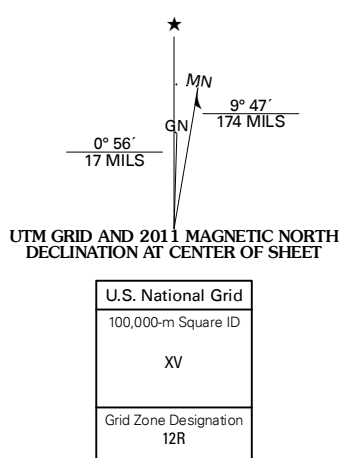 ★
MN
9° 47´
174 MILS
GN
0° 56´
17 MILS
UTM GRID AND 2011 MAGNETIC NORTH
DECLINATION AT CENTER OF SHEET
U.S. National Grid
100,000-m Square ID
XV
Grid Zone Designation
12R